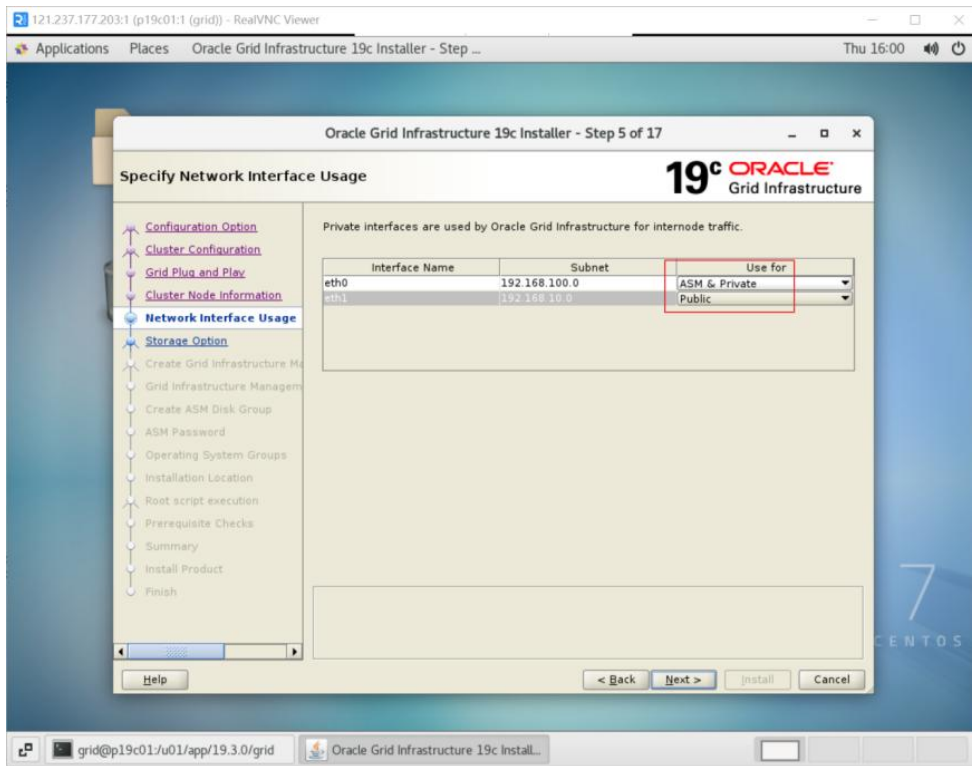 121.237.177.203:1 (p19c01:1 (grid)) - RealVNC Viewer
Applications Places Oracle Grid Infrastructure 19c Installer - Step ... Thu 16:00
Oracle Grid Infrastructure 19c Installer - Step 5 of 17
Specify Network Interface Usage
19c ORACLE
Grid Infrastructure
Configuration Option
Cluster Configuration
Grid Plug and Play
Cluster Node Information
Network Interface Usage
Storage Option
Create Grid Infrastructure Ma
Grid Infrastructure Managem
Create ASM Disk Group
ASM Password
Operating System Groups
Installation Location
Root script execution
Prerequisite Checks
Summary
Install Product
Finish
Private interfaces are used by Oracle Grid Infrastructure for internode traffic.
Interface Name Subnet Use for
eth0 192.168.100.0 ASM & Private
eth1 192.168.10.0 Public
7
CENTOS
Help < Back Next > Install Cancel
grid@p19c01:/u01/app/19.3.0/grid Oracle Grid Infrastructure 19c Install...